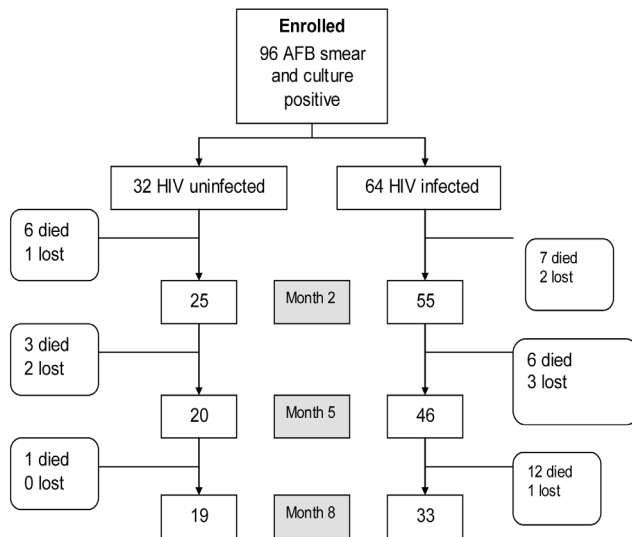 Enrolled
96 AFB smear
and culture
positive
32 HIV uninfected
64 HIV infected
6 died
1 lost
7 died
2 lost
25
Month 2
55
3 died
2 lost
6 died
3 lost
20
Month 5
46
1 died
0 lost
12 died
1 lost
19
Month 8
33